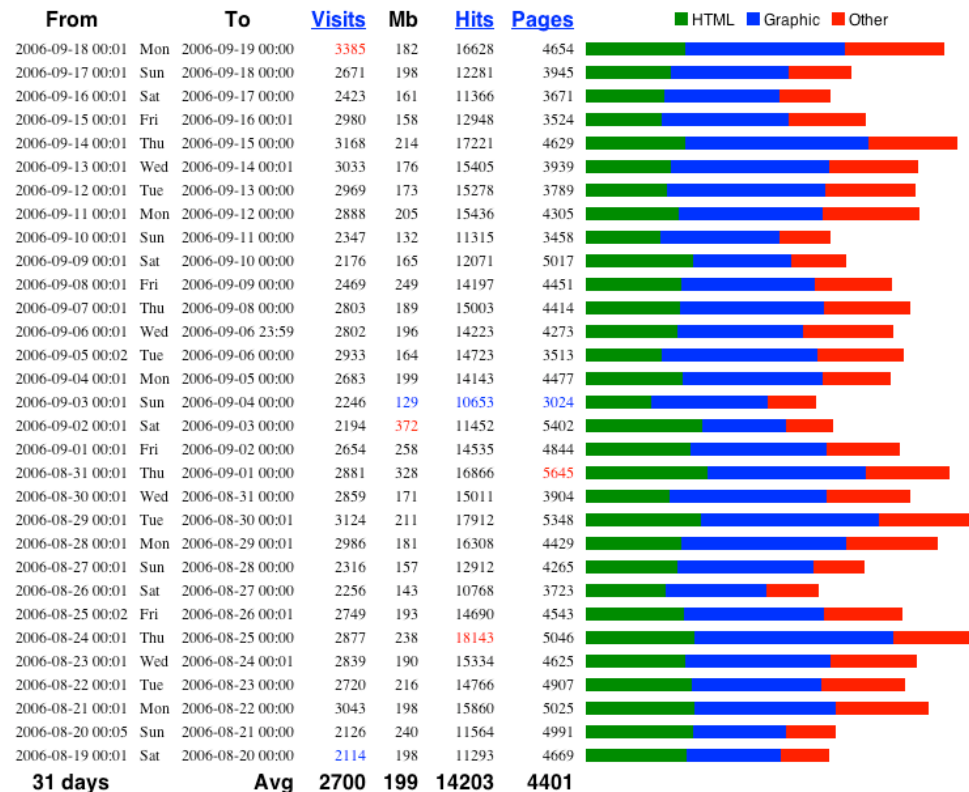 From To Visits Mb Hits Pages HTML Graphic Other
2006-09-18 00:01 Mon 2006-09-19 00:00 3385 182 16628 4654
2006-09-17 00:01 Sun 2006-09-18 00:00 2671 198 12281 3945
2006-09-16 00:01 Sat 2006-09-17 00:00 2423 161 11366 3671
2006-09-15 00:01 Fri 2006-09-16 00:01 2980 158 12948 3524
2006-09-14 00:01 Thu 2006-09-15 00:00 3168 214 17221 4629
2006-09-13 00:01 Wed 2006-09-14 00:01 3033 176 15405 3939
2006-09-12 00:01 Tue 2006-09-13 00:00 2969 173 15278 3789
2006-09-11 00:01 Mon 2006-09-12 00:00 2888 205 15436 4305
2006-09-10 00:01 Sun 2006-09-11 00:00 2347 132 11315 3458
2006-09-09 00:01 Sat 2006-09-10 00:00 2176 165 12071 5017
2006-09-08 00:01 Fri 2006-09-09 00:00 2469 249 14197 4451
2006-09-07 00:01 Thu 2006-09-08 00:00 2803 189 15003 4414
2006-09-06 00:01 Wed 2006-09-06 23:59 2802 196 14223 4273
2006-09-05 00:02 Tue 2006-09-06 00:00 2933 164 14723 3513
2006-09-04 00:01 Mon 2006-09-05 00:00 2683 199 14143 4477
2006-09-03 00:01 Sun 2006-09-04 00:00 2246 129 10653 3024
2006-09-02 00:01 Sat 2006-09-03 00:00 2194 372 11452 5402
2006-09-01 00:01 Fri 2006-09-02 00:00 2654 258 14535 4844
2006-08-31 00:01 Thu 2006-09-01 00:00 2881 328 16866 5645
2006-08-30 00:01 Wed 2006-08-31 00:00 2859 171 15011 3904
2006-08-29 00:01 Tue 2006-08-30 00:01 3124 211 17912 5348
2006-08-28 00:01 Mon 2006-08-29 00:01 2986 181 16308 4429
2006-08-27 00:01 Sun 2006-08-28 00:00 2316 157 12912 4265
2006-08-26 00:01 Sat 2006-08-27 00:00 2256 143 10768 3723
2006-08-25 00:02 Fri 2006-08-26 00:01 2749 193 14690 4543
2006-08-24 00:01 Thu 2006-08-25 00:00 2877 238 18143 5046
2006-08-23 00:01 Wed 2006-08-24 00:01 2839 190 15334 4625
2006-08-22 00:01 Tue 2006-08-23 00:00 2720 216 14766 4907
2006-08-21 00:01 Mon 2006-08-22 00:00 3043 198 15860 5025
2006-08-20 00:05 Sun 2006-08-21 00:00 2126 240 11564 4991
2006-08-19 00:01 Sat 2006-08-20 00:00 2114 198 11293 4669
31 days Avg 2700 199 14203 4401